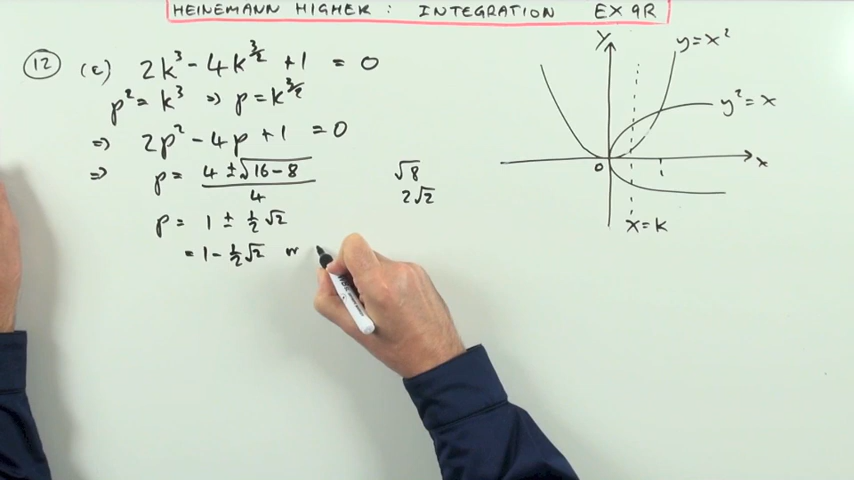 HEINEMANN HIGHER : INTEGRATION EX 9R
12 (c) 2k³ - 4k^(3/2) + 1 = 0
p² = k³ ⇒ p = k^(3/2)
⇒ 2p² - 4p + 1 = 0
⇒ p = (4 ± √(16 - 8)) / 4
√8
2√2
p = 1 ± ½√2
= 1 - ½√2 or
y
y = x²
y² = x
x
0
x = k